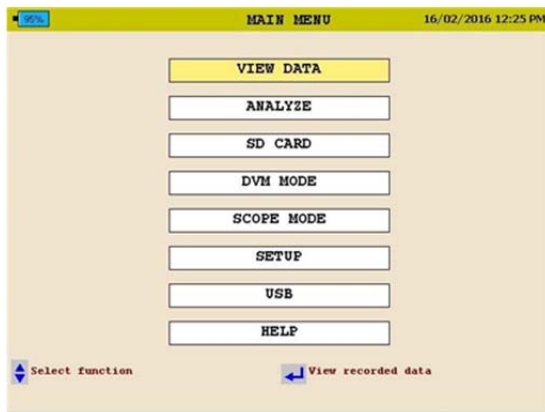 95% MAIN MENU 16/02/2016 12:25 PM
VIEW DATA
ANALYZE
SD CARD
DVM MODE
SCOPE MODE
SETUP
USB
HELP
Select function View recorded data